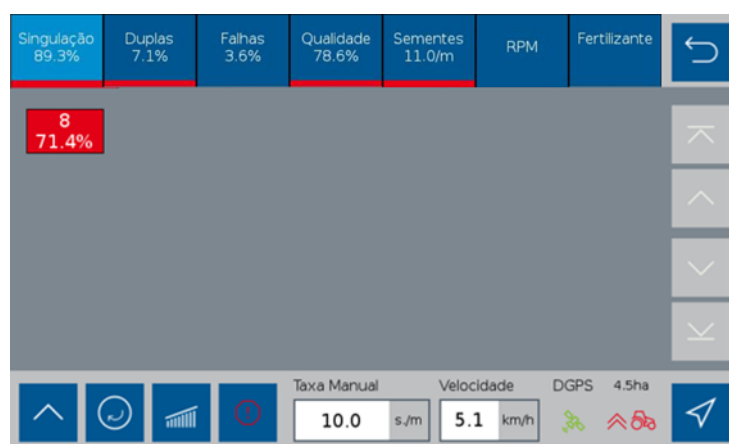 Singulação
89.3%
Duplas
7.1%
Falhas
3.6%
Qualidade
78.6%
Sementes
11.0/m
RPM
Fertilizante
8
71.4%
Taxa Manual
10.0 s./m
Velocidade
5.1 km/h
DGPS 4.5ha